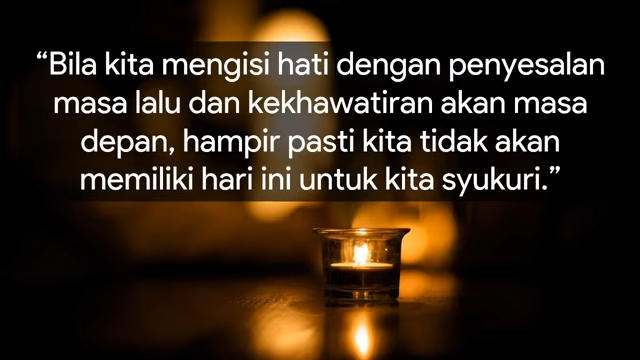 “Bila kita mengisi hati dengan penyesalan
masa lalu dan kekhawatiran akan masa
depan, hampir pasti kita tidak akan
memiliki hari ini untuk kita syukuri.”